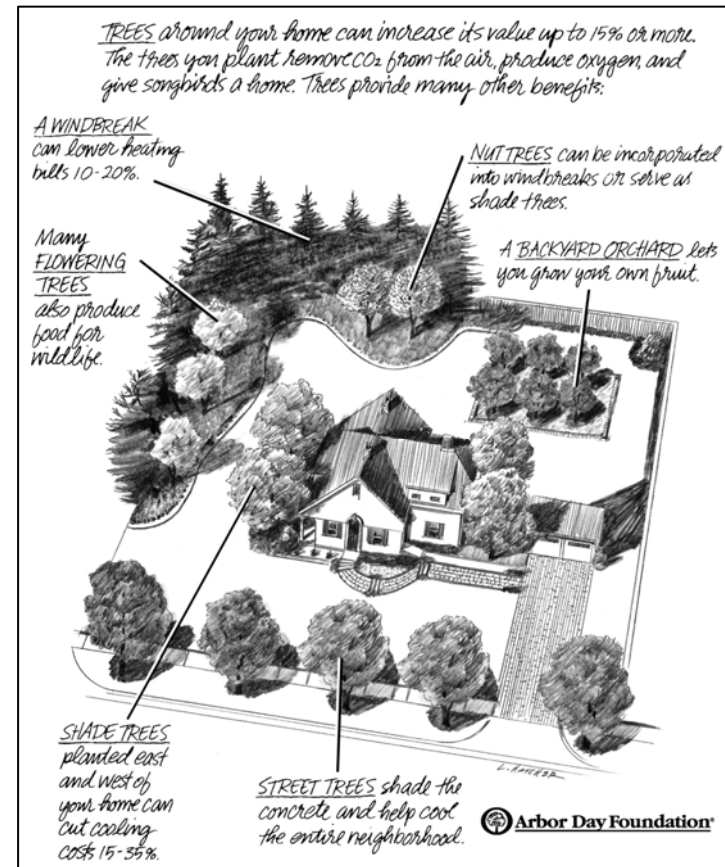 TREES around your home can increase its value up to 15% or more.
The trees you plant remove CO₂ from the air, produce oxygen, and
give songbirds a home. Trees provide many other benefits:
A WINDBREAK
can lower heating
bills 10-20%.
NUT TREES can be incorporated
into windbreaks or serve as
shade trees.
Many
FLOWERING
TREES
also produce
food for
wildlife.
A BACKYARD ORCHARD lets
you grow your own fruit.
SHADE TREES
planted east
and west of
your home can
cut cooling
costs 15-35%.
STREET TREES shade the
concrete and help cool
the entire neighborhood.
L. HATCHER
Arbor Day Foundation®